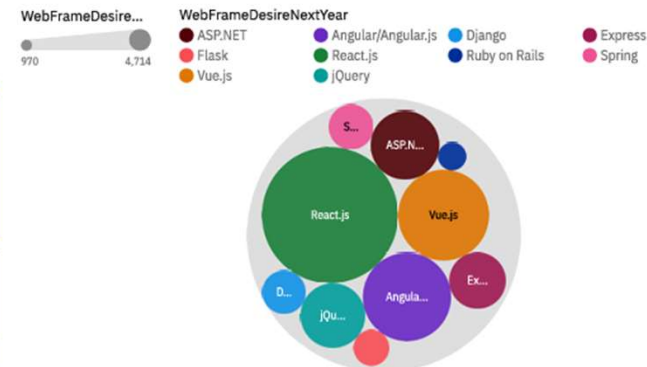 WebFrameDesire...
970 4,714
WebFrameDesireNextYear
ASP.NET Angular/Angular.js Django Express
Flask React.js Ruby on Rails Spring
Vue.js jQuery
S...
ASP.N...
React.js
Vue.js
D...
jQu...
Angula...
Ex...